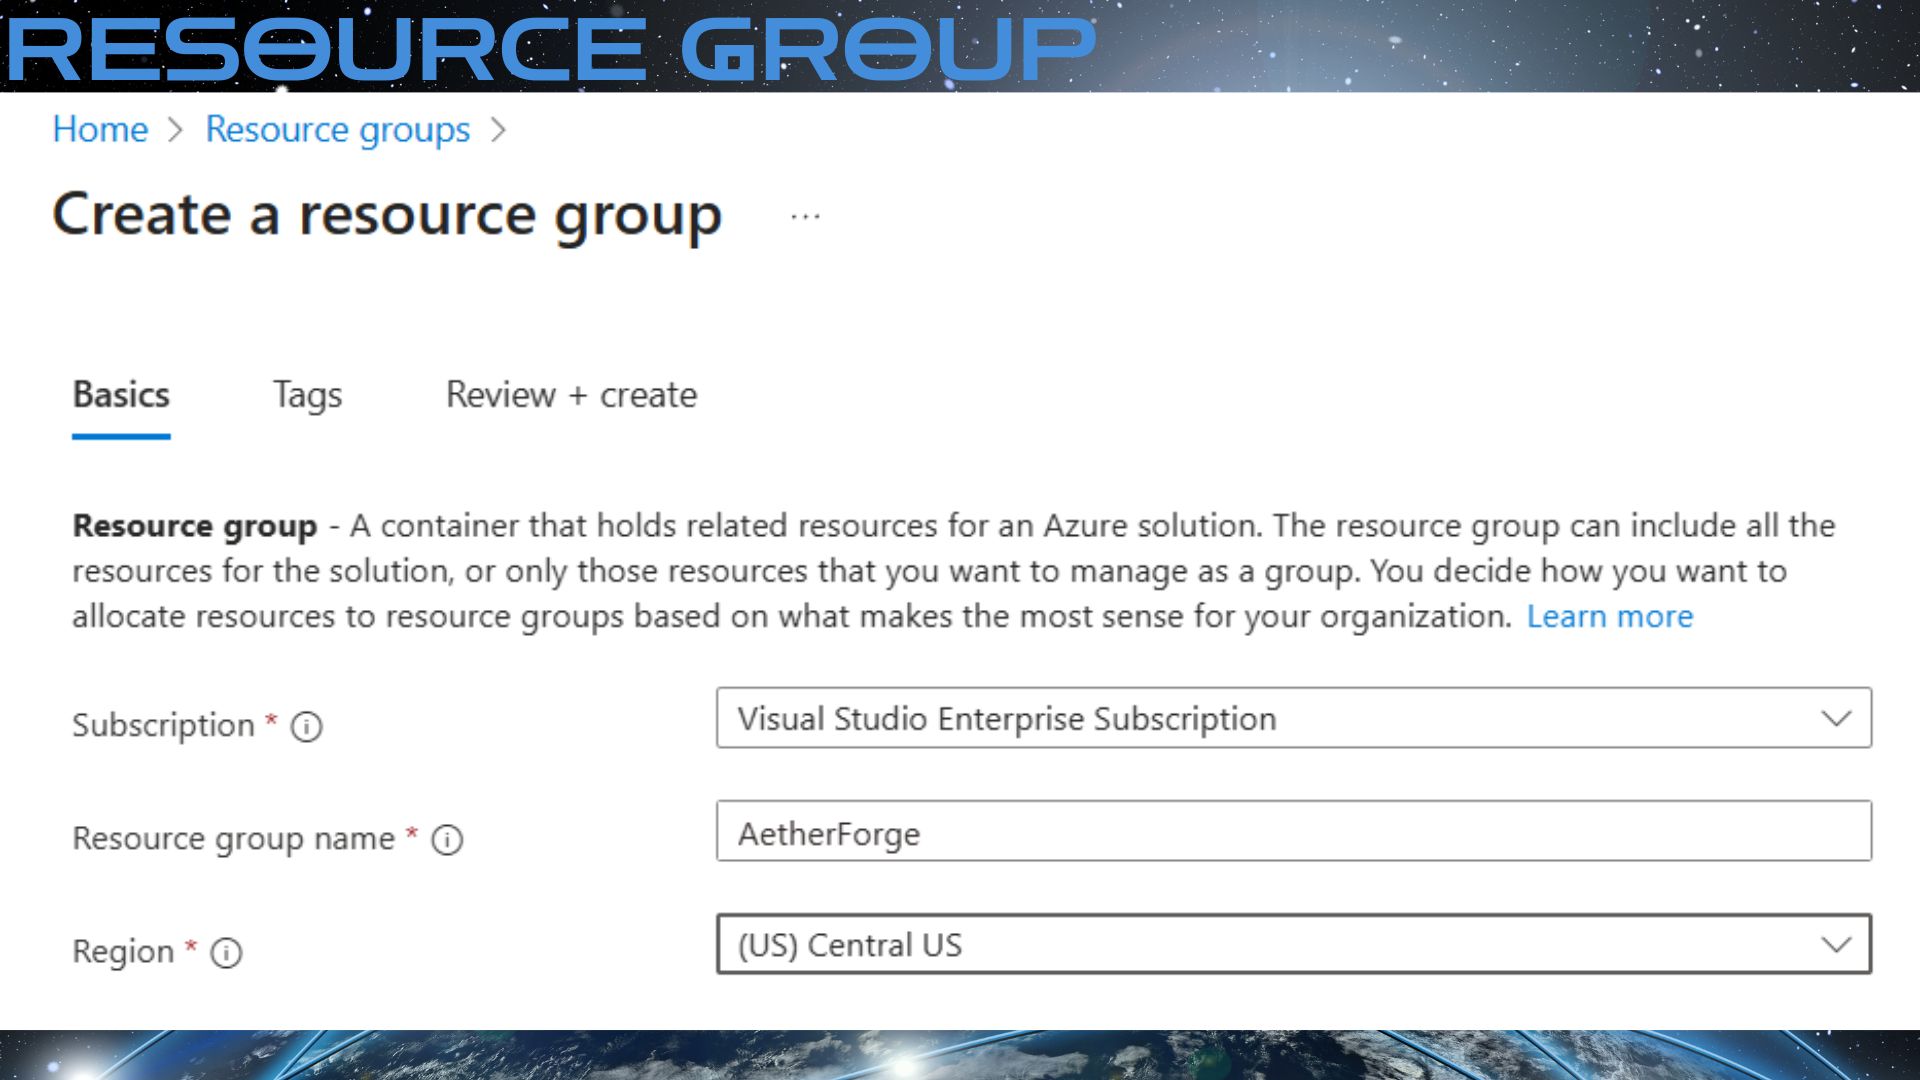 RESOURCE GROUP
Home > Resource groups >
Create a resource group ...
Basics Tags Review + create
Resource group - A container that holds related resources for an Azure solution. The resource group can include all the
resources for the solution, or only those resources that you want to manage as a group. You decide how you want to
allocate resources to resource groups based on what makes the most sense for your organization. Learn more
Subscription * Visual Studio Enterprise Subscription
Resource group name * AetherForge
Region * (US) Central US